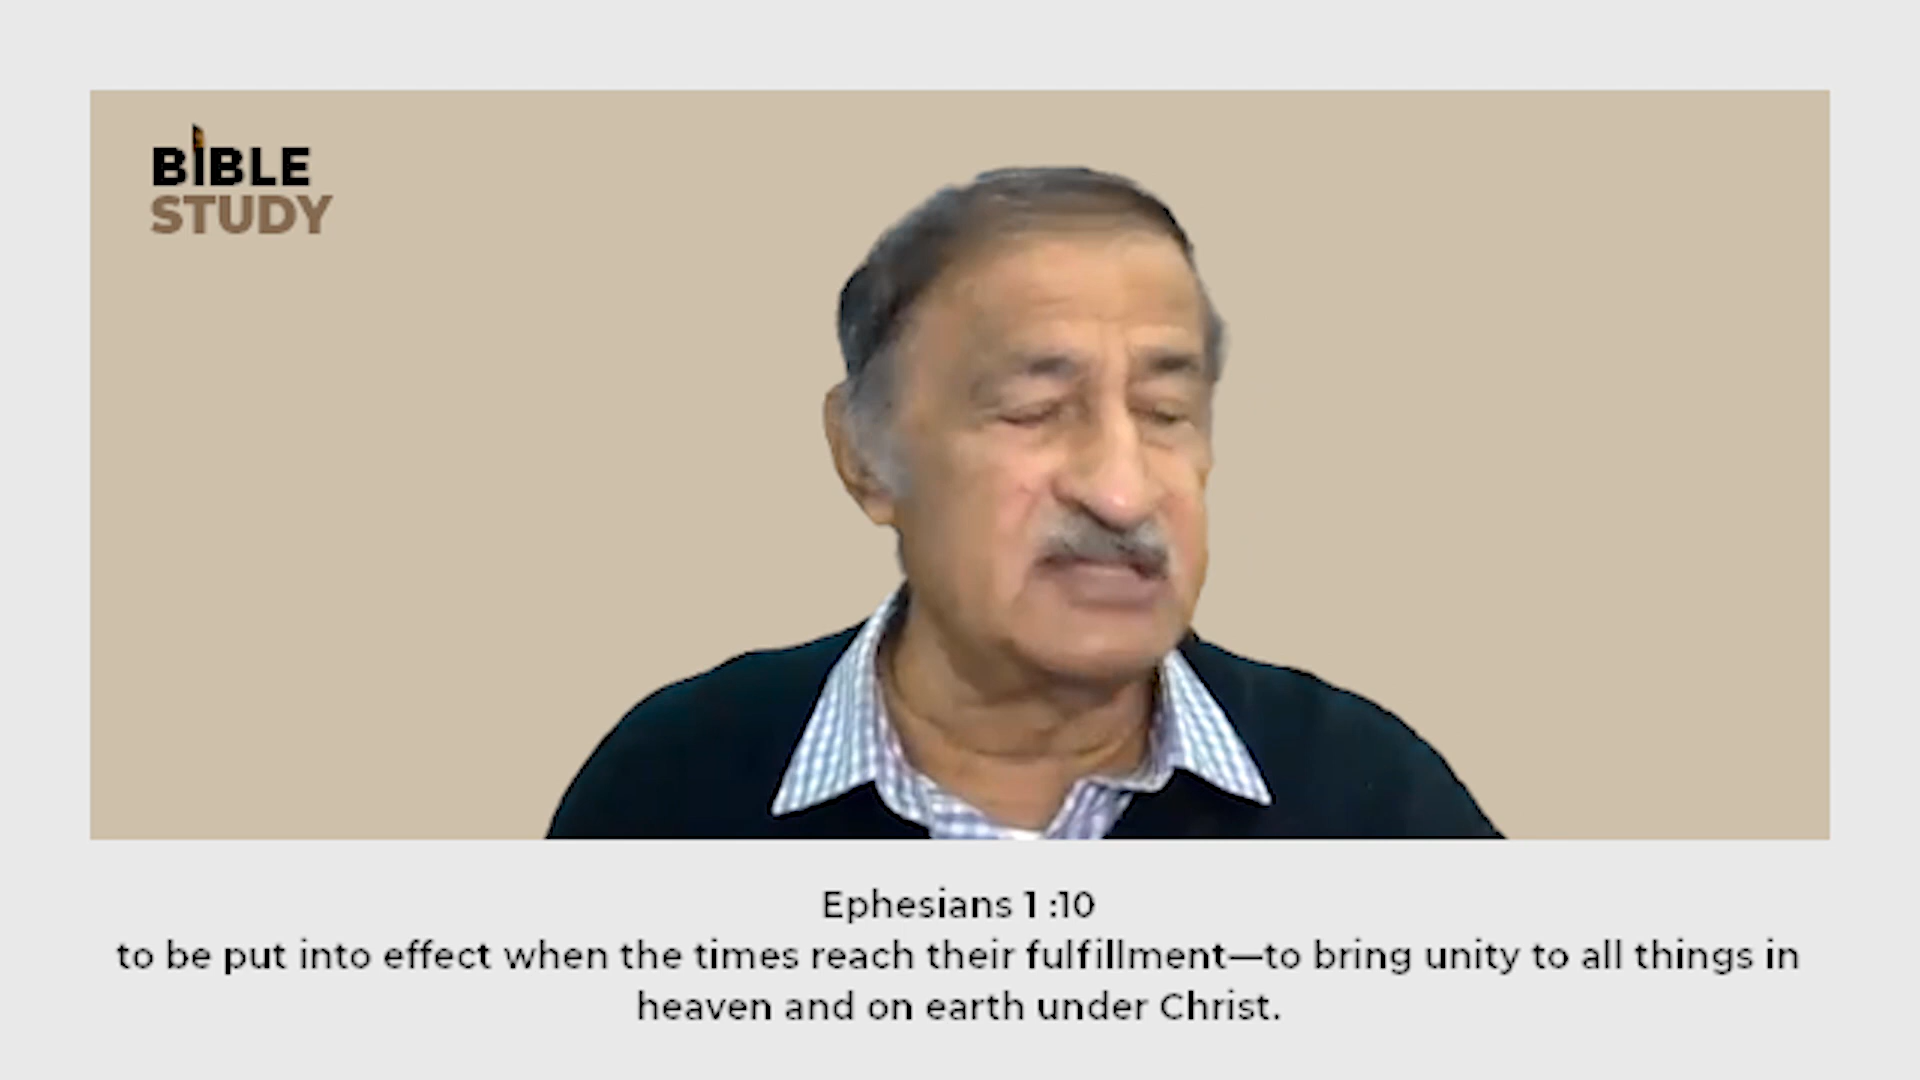 BIBLE
STUDY
Ephesians 1 :10
to be put into effect when the times reach their fulfillment—to bring unity to all things in
heaven and on earth under Christ.